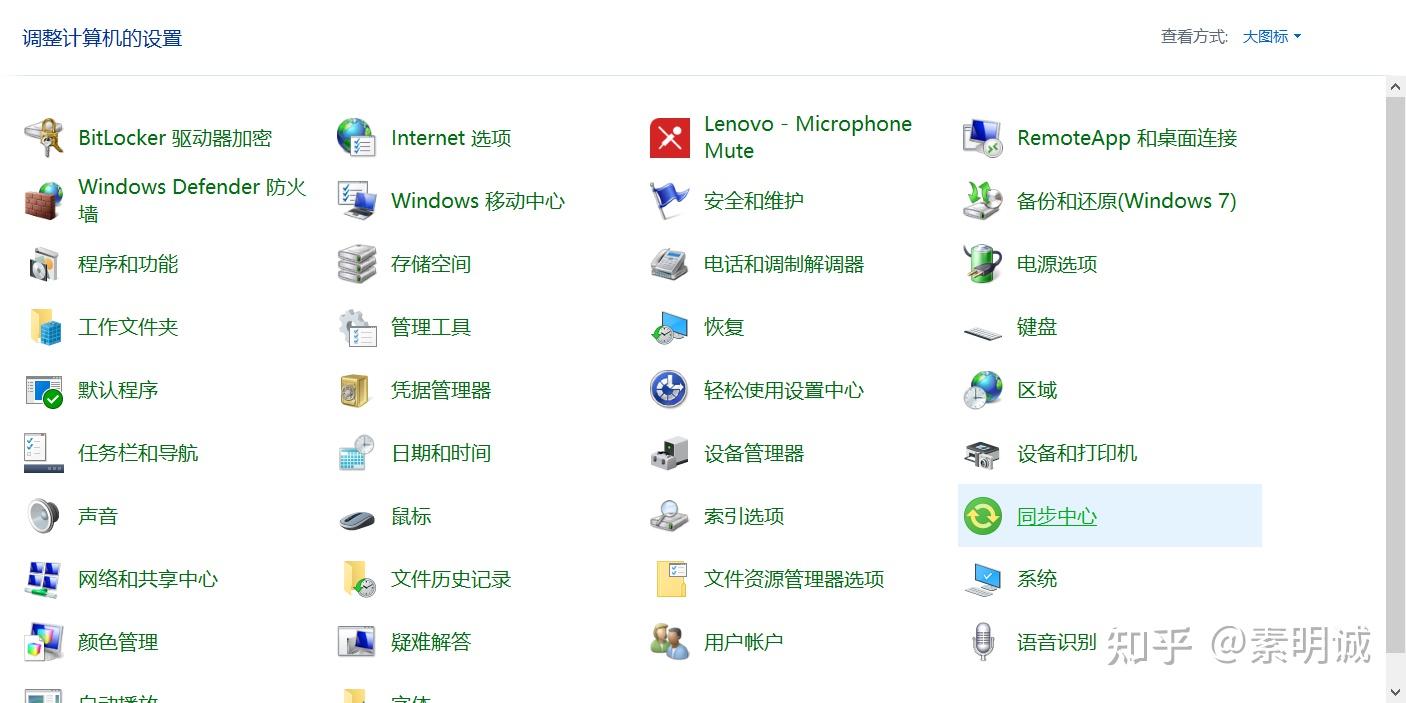 调整计算机的设置
查看方式: 大图标
BitLocker 驱动器加密
Internet 选项
Lenovo - Microphone
Mute
RemoteApp 和桌面连接
Windows Defender 防火
墙
Windows 移动中心
安全和维护
备份和还原(Windows 7)
程序和功能
存储空间
电话和调制解调器
电源选项
工作文件夹
管理工具
恢复
键盘
默认程序
凭据管理器
轻松使用设置中心
区域
任务栏和导航
日期和时间
设备管理器
设备和打印机
声音
鼠标
索引选项
同步中心
网络和共享中心
文件历史记录
文件资源管理器选项
系统
颜色管理
疑难解答
用户帐户
语音识别
知乎 @素明诚
自动播放
字体